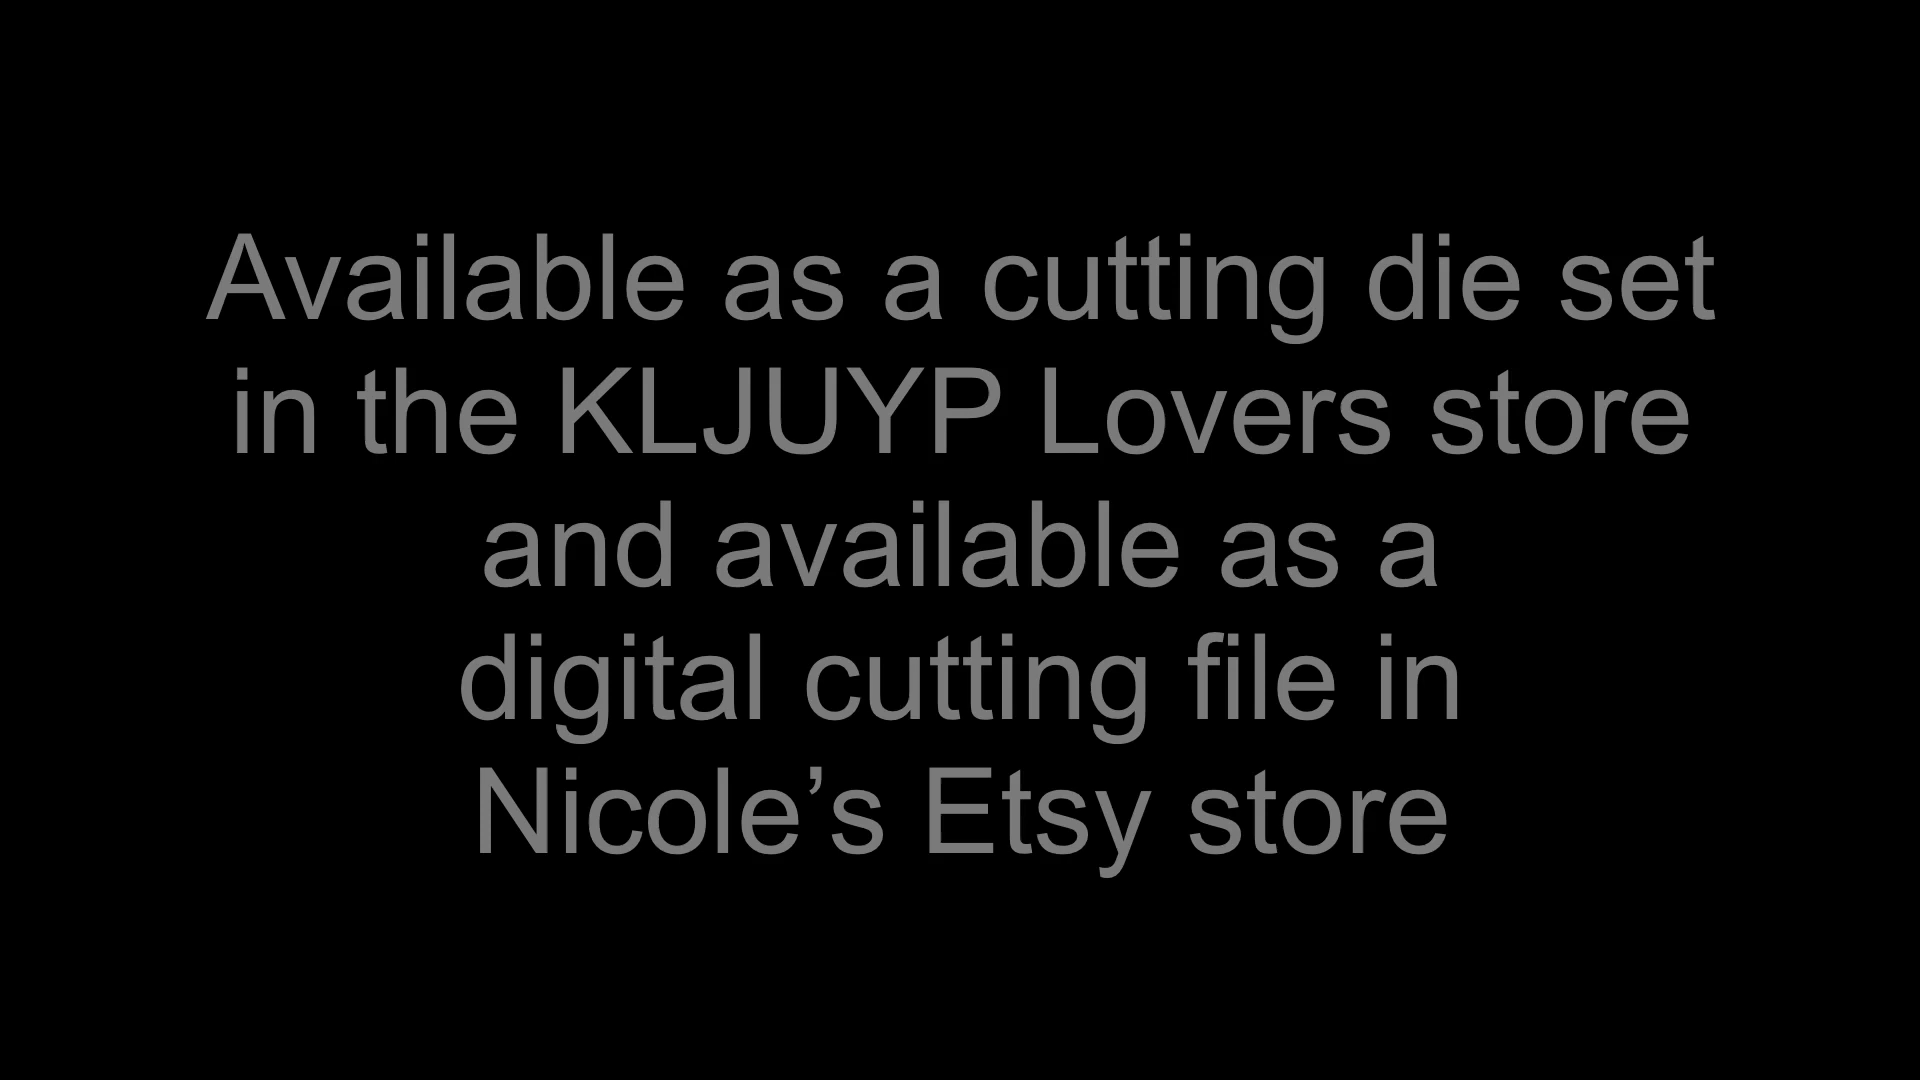 Available as a cutting die set
in the KLJUYP Lovers store
and available as a
digital cutting file in
Nicole’s Etsy store